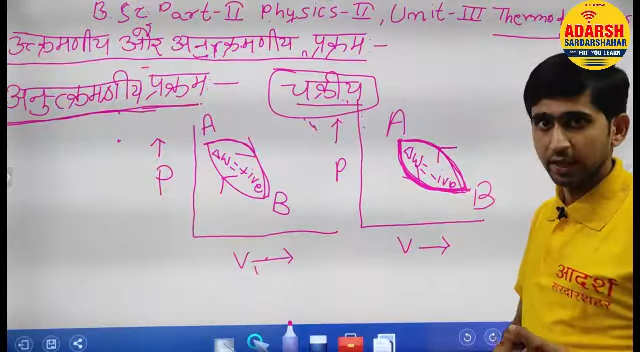 B.Sc Part-II Physics-II, Unit-III Thermod
ADARSH
SARDARSHAHAR
उत्क्रमणीय और अनुत्क्रमणीय प्रक्रम :-
अनुत्क्रमणीय प्रक्रम :-
चक्रीय
A
ΔW=+ive
B
↑
P
V →
A
ΔW=-ive
B
↑
P
V →
आदर्श
सरदारशहर